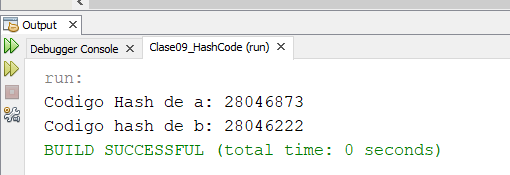 Output ×
Debugger Console × Clase09_HashCode (run) ×
run:
Codigo Hash de a: 28046873
Codigo hash de b: 28046222
BUILD SUCCESSFUL (total time: 0 seconds)